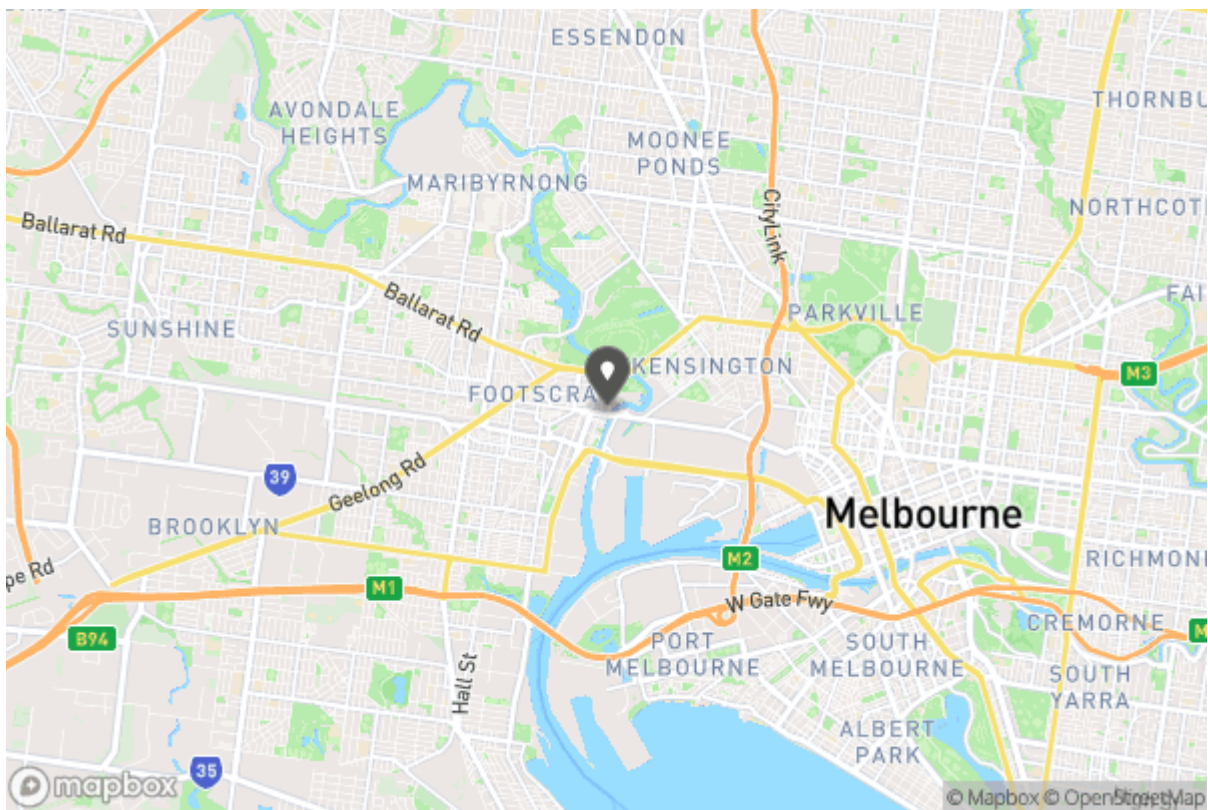 ESSENDON
THORNBU
AVONDALE
HEIGHTS
MOONEE
PONDS
MARIBYRNONG
CityLink
NORTHCOT
Ballarat Rd
Ballarat Rd
FAI
PARKVILLE
SUNSHINE
KENSINGTON
M3
FOOTSCRA
39
Geelong Rd
Melbourne
BROOKLYN
RICHMON
M2
pe Rd
M1
W Gate Fwy
B94
CREMORNE
M
PORT
MELBOURNE
SOUTH
MELBOURNE
SOUTH
YARRA
Hall St
ALBERT
PARK
35
mapbox
© Mapbox © OpenStreetMap